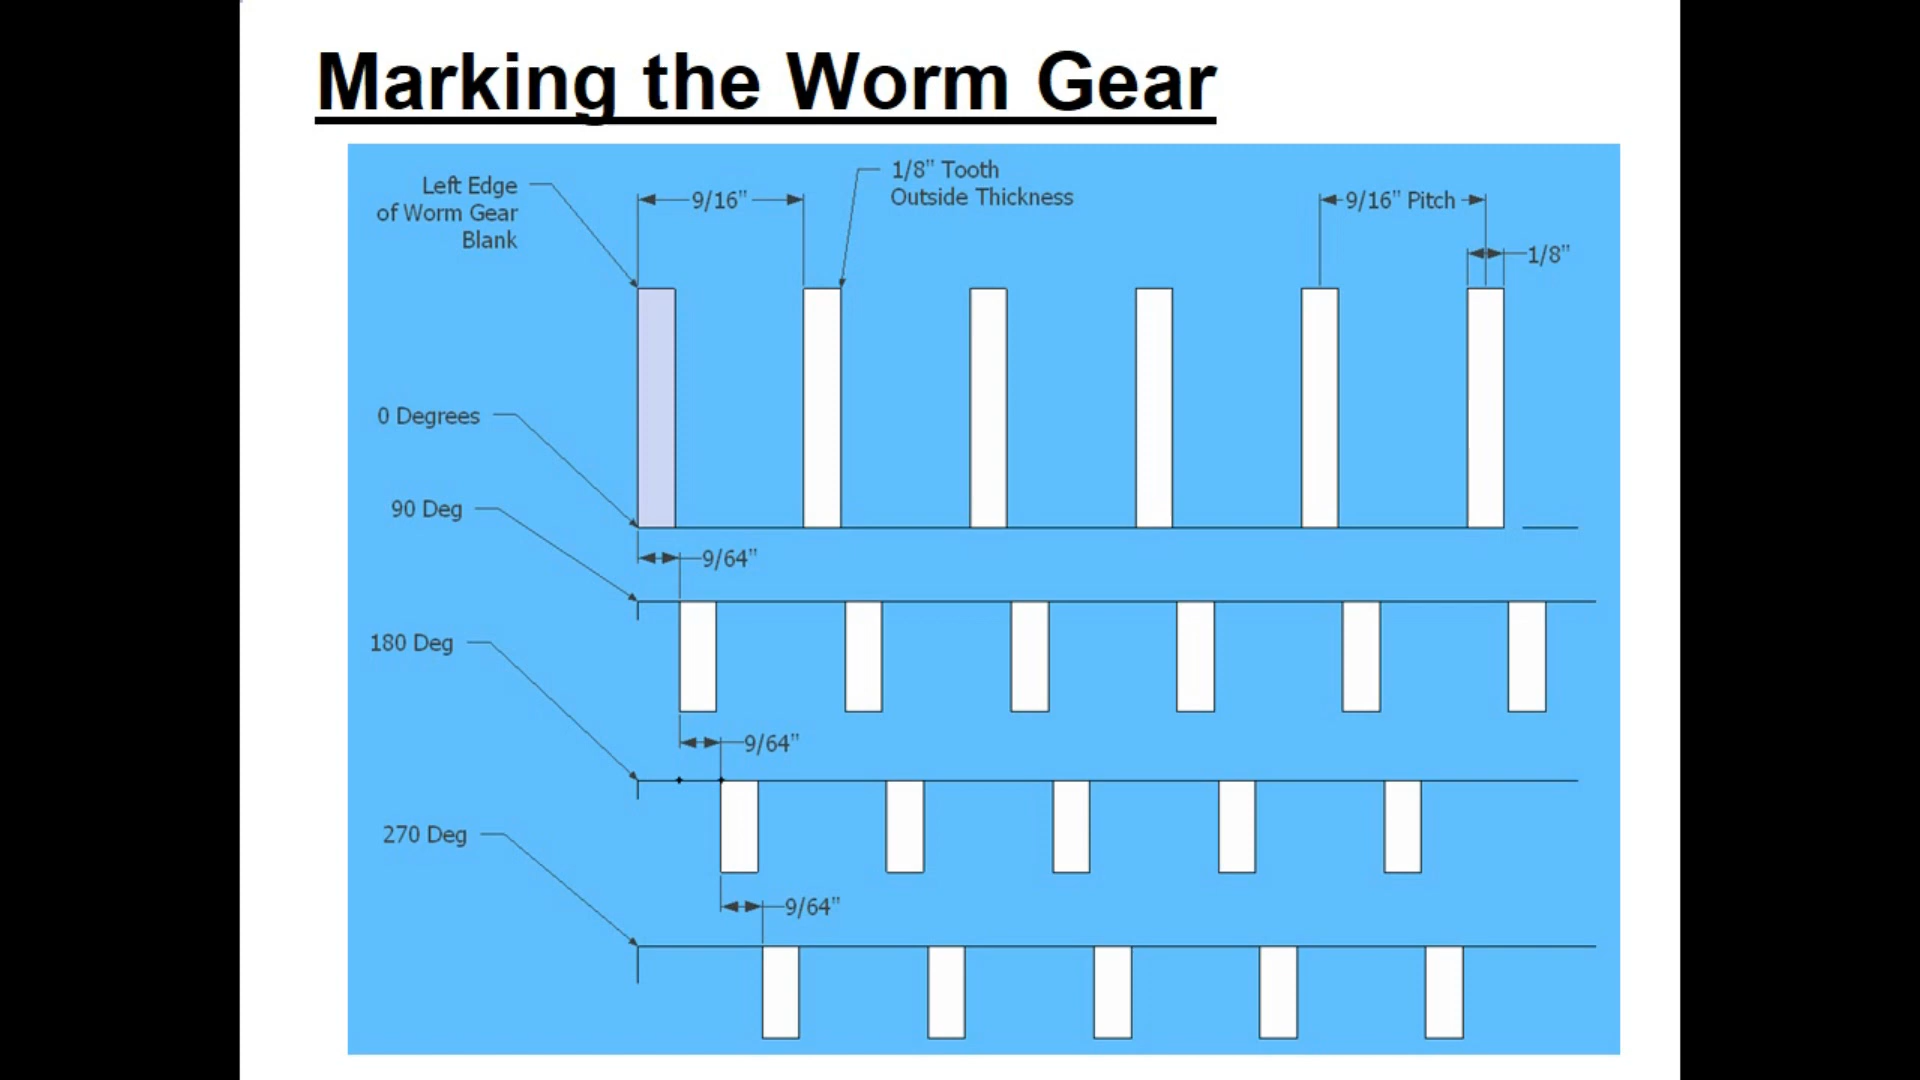 Marking the Worm Gear
Left Edge
of Worm Gear
Blank
9/16"
1/8" Tooth
Outside Thickness
9/16" Pitch
1/8"
0 Degrees
90 Deg
9/64"
180 Deg
9/64"
270 Deg
9/64"